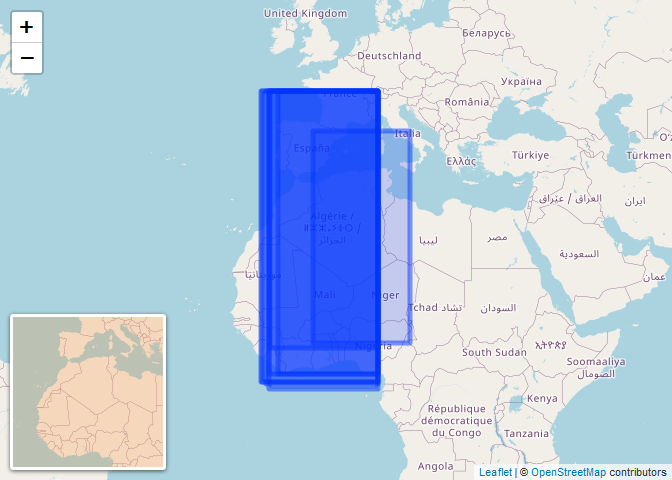 +
−
United Kingdom
Беларусь
Deutschland
Україна
France
România
Italia
España
Ελλάς
Türkiye
Türkmen
Algérie /
ⵍⵣⵣⴰⵢⴻⵔ /
الجزائر
ليبيا
مصر
العراق / عێراق
ایران
السعودية
عمان
موريتانيا
Mali
Niger
Tchad تشاد
السودان
Nigeria
South Sudan
ኢትዮጵያ
Soomaaliya
الصومال
Kenya
République
démocratique
du Congo
Tanzania
Angola
Leaflet | © OpenStreetMap contributors